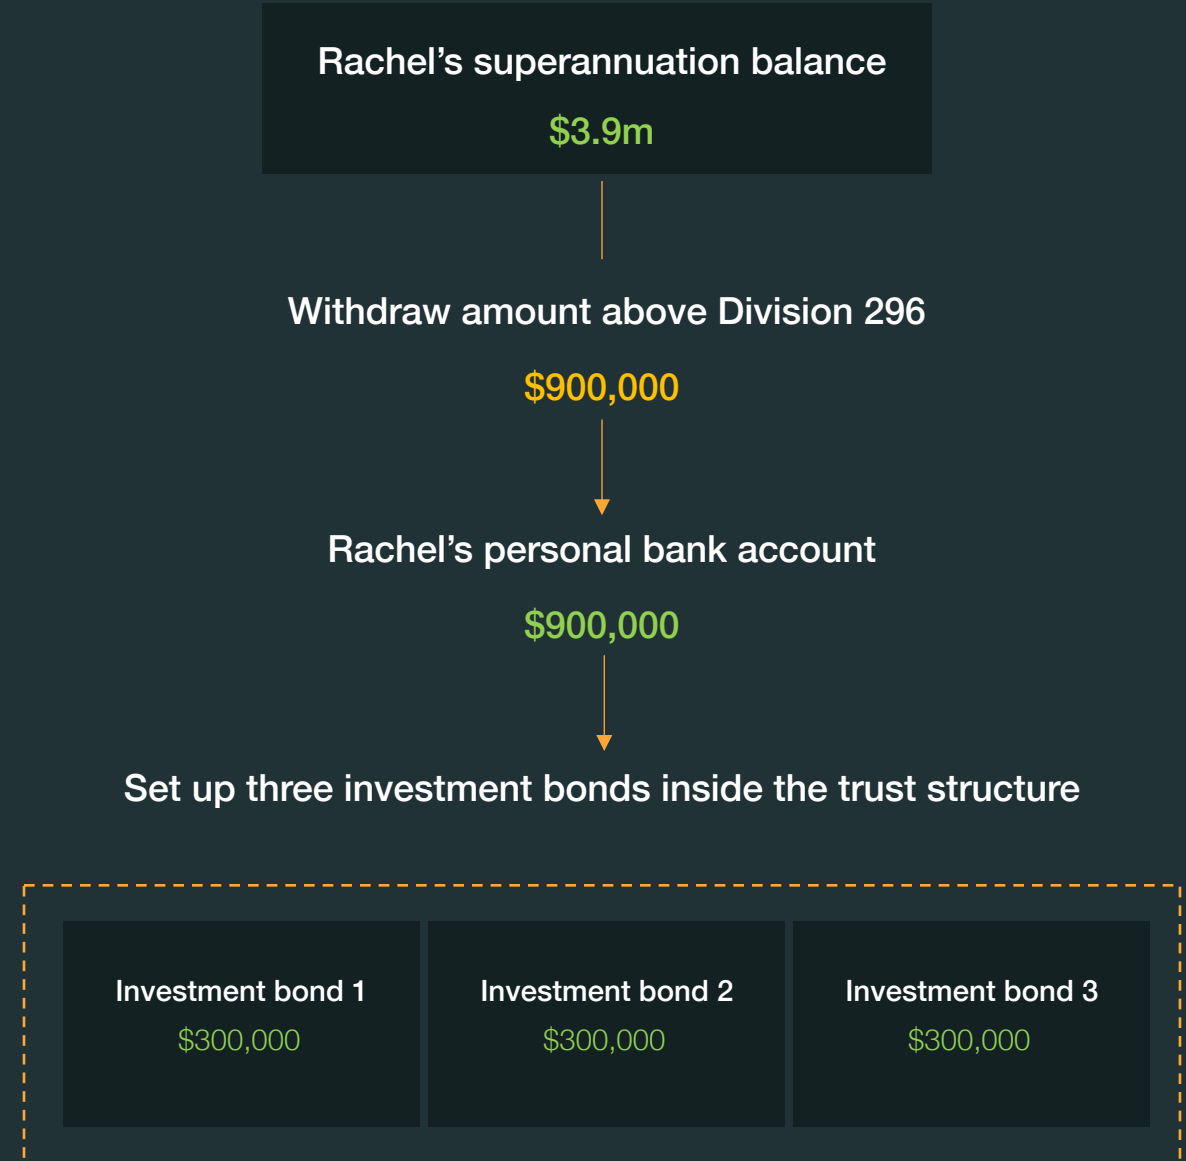 Rachel’s superannuation balance
$3.9m
Withdraw amount above Division 296
$900,000
Rachel’s personal bank account
$900,000
Set up three investment bonds inside the trust structure
Investment bond 1
$300,000
Investment bond 2
$300,000
Investment bond 3
$300,000